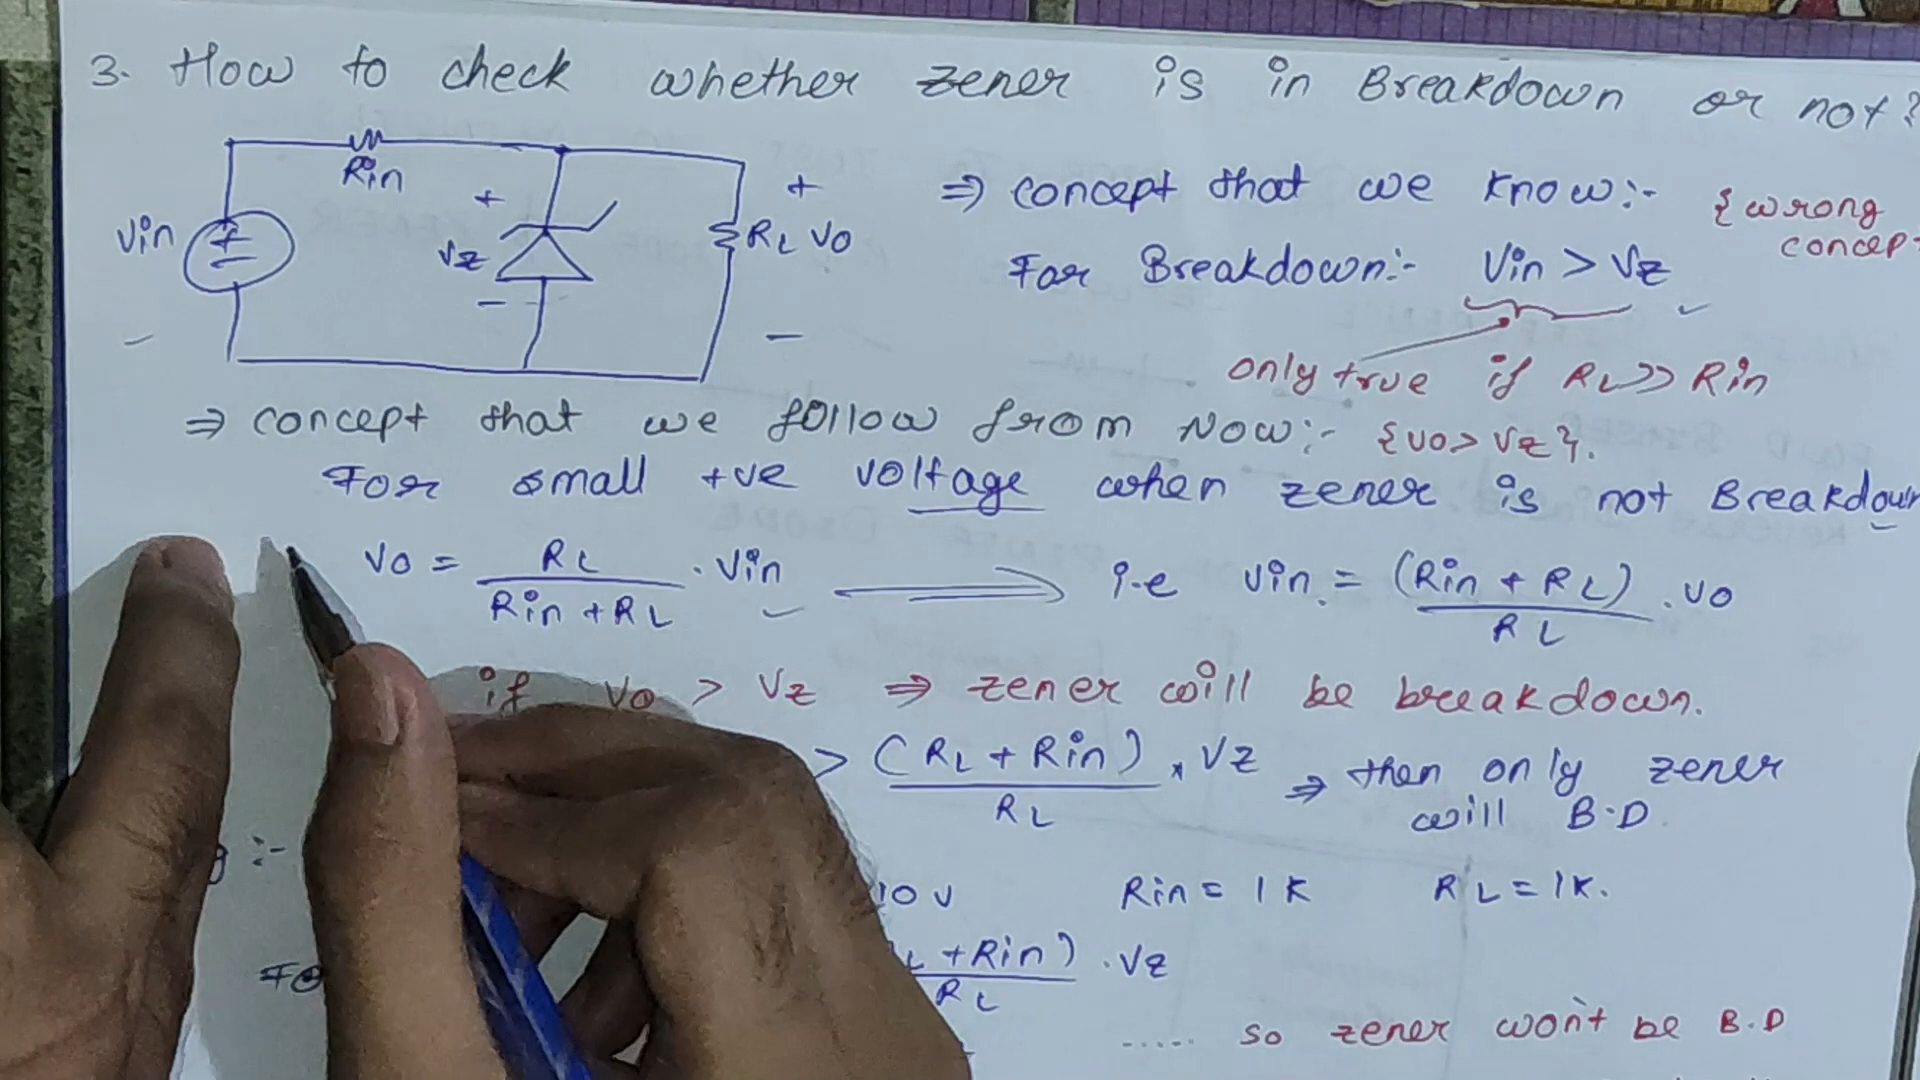 3. How to check whether zener is in Breakdown or not?
Rin
Vin
+
Vz
-
+
RL Vo
-
⇒ concept that we know:- {wrong concept
For Breakdown:- Vin > Vz
only true if RL >> Rin
⇒ concept that we follow from NOW:- {Vo > Vz}.
For small +ve voltage when zener is not Breakdown
Vo = RL / (Rin + RL) . Vin ⟹ i.e Vin = (Rin + RL) / RL . Vo
if Vo > Vz ⇒ zener will be breakdown.
> (RL + Rin) / RL * Vz ⇒ then only zener will B.D.
:- 10 V Rin = 1K RL = 1K.
+ Rin) / RL . Vz
..... so zener won't be B.D